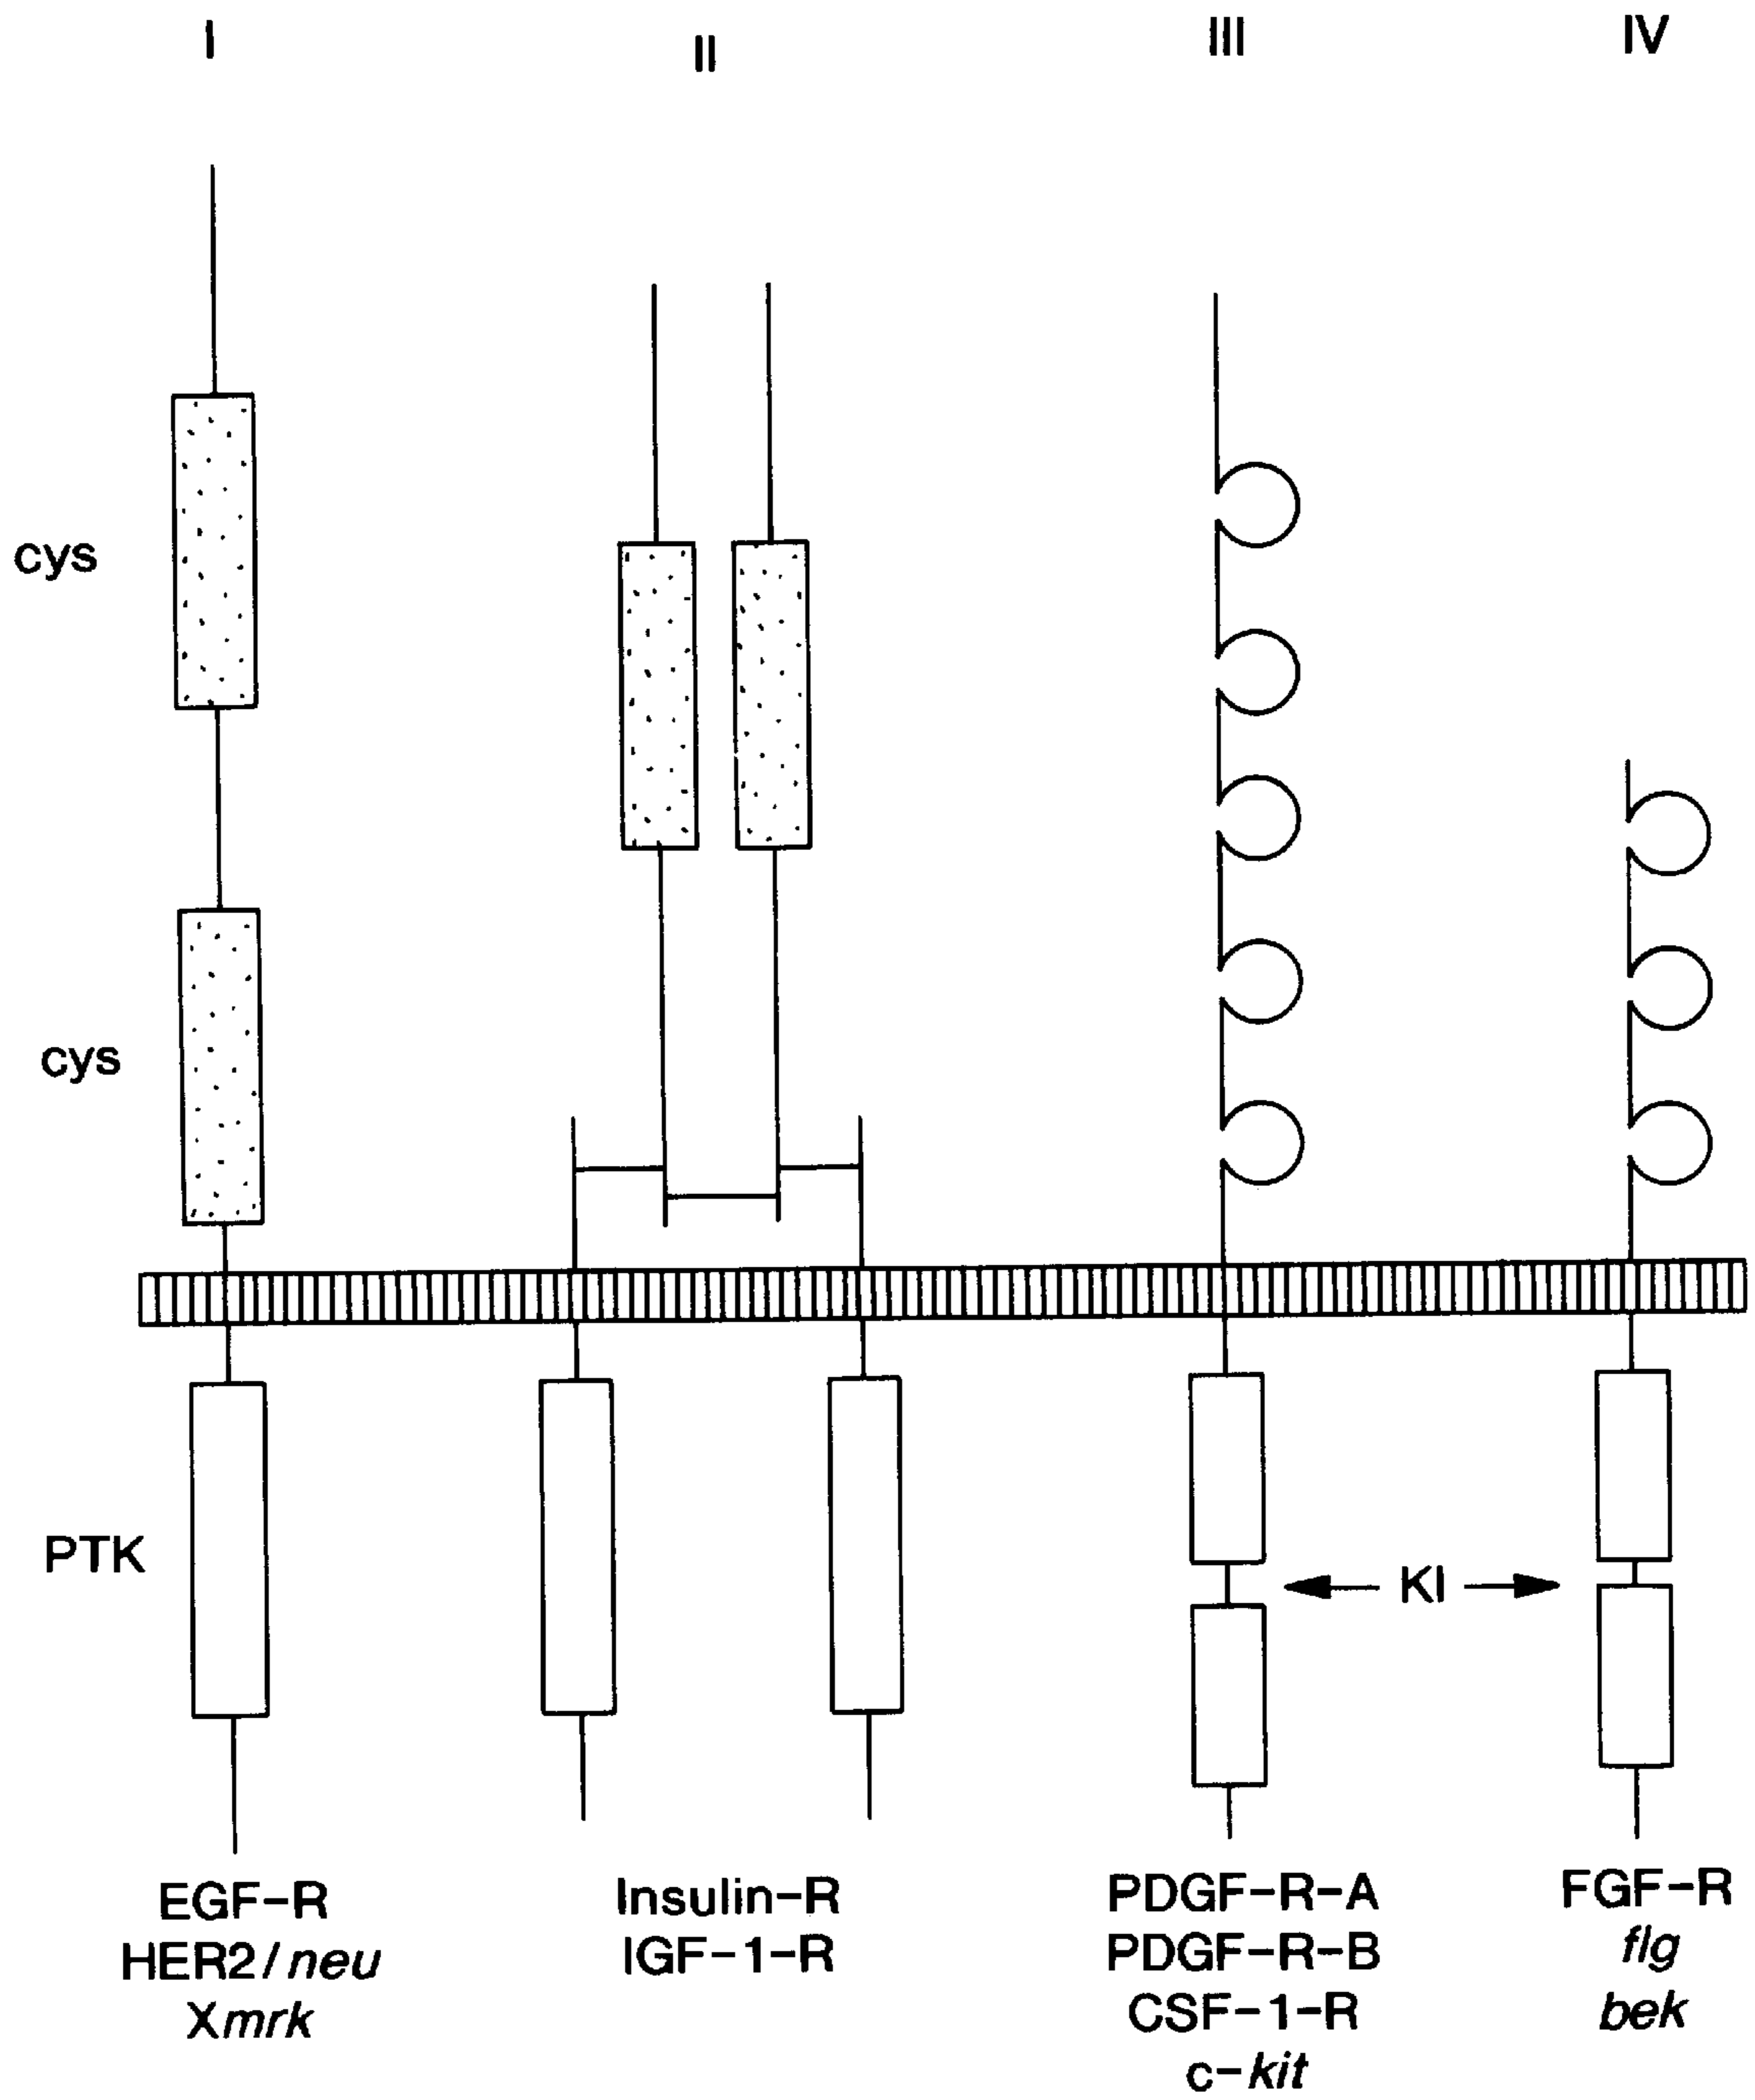 I
II
III
IV
cys
cys
PTK
KI
EGF-R
HER2/neu
Xmrk
Insulin-R
IGF-1-R
PDGF-R-A
PDGF-R-B
CSF-1-R
c-kit
FGF-R
flg
bek